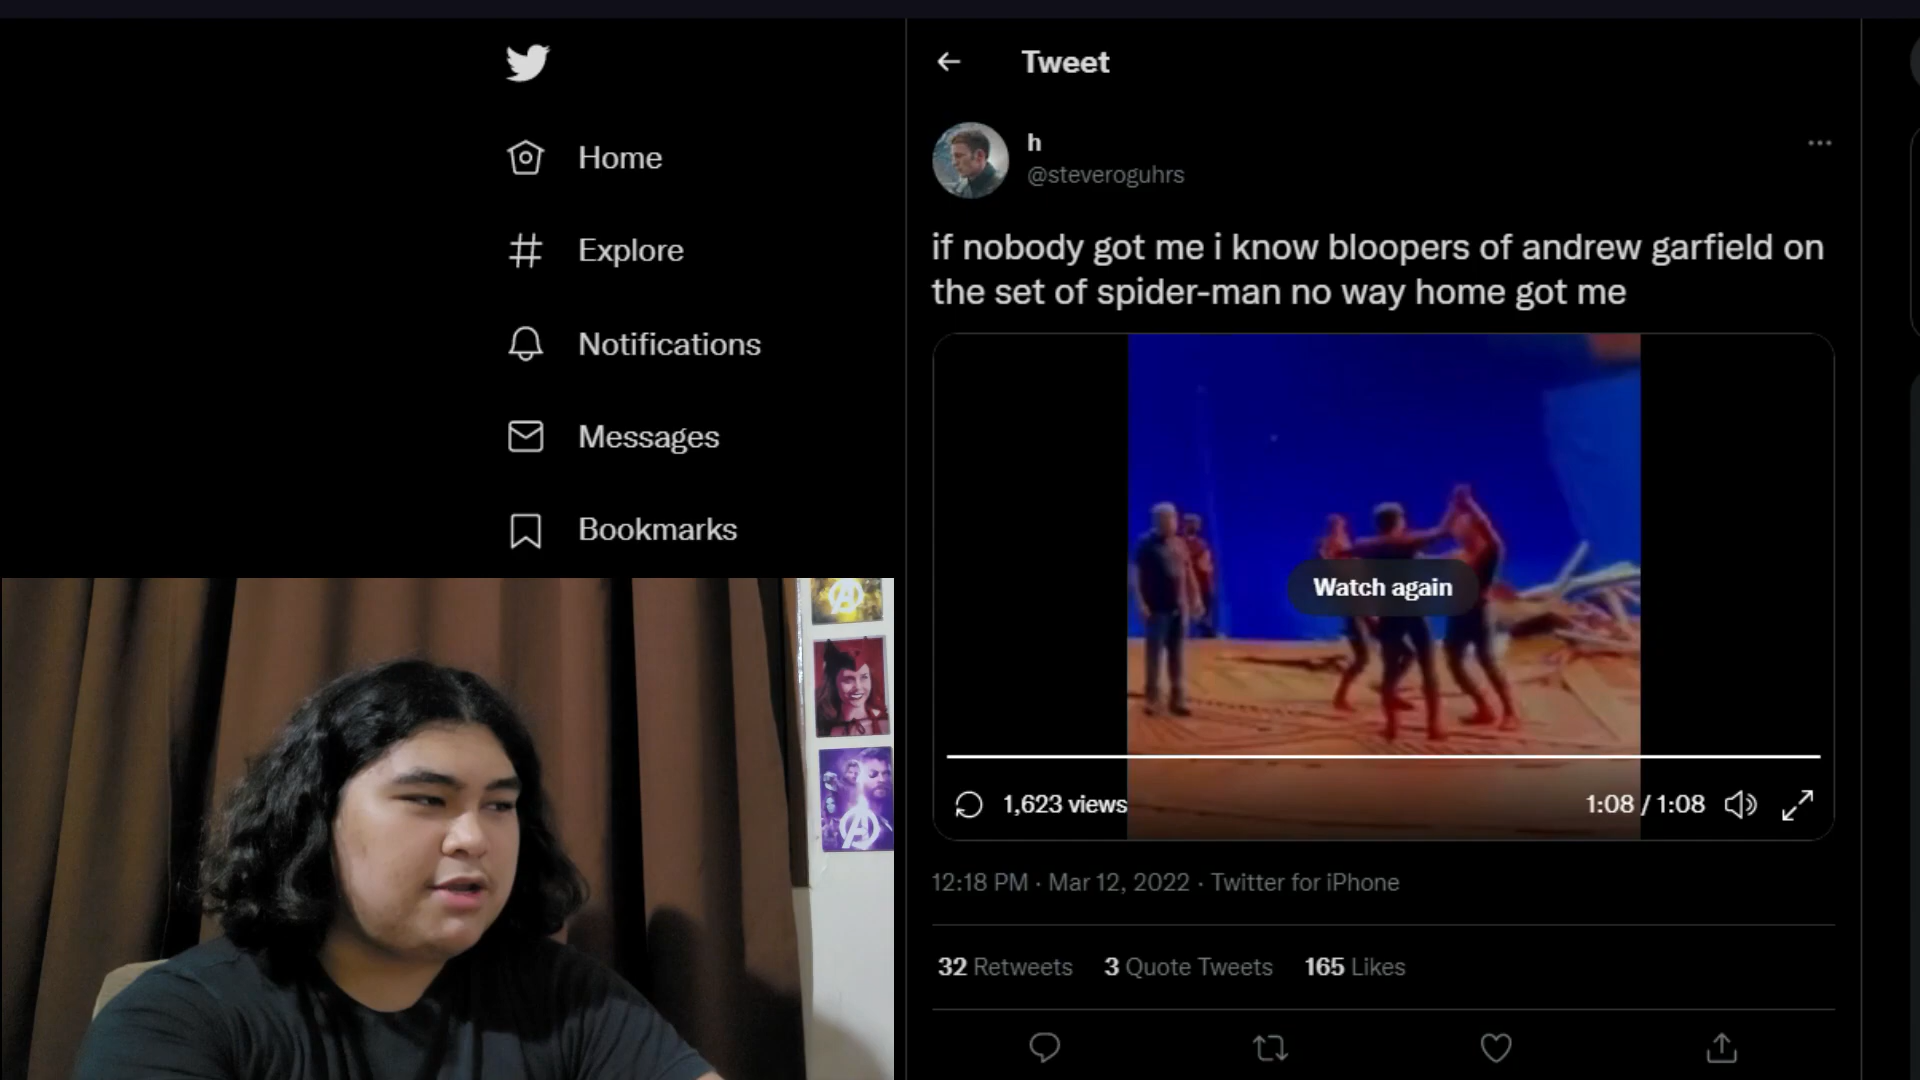 Home
Explore
Notifications
Messages
Bookmarks
Tweet
h
@steveroguhrs
if nobody got me i know bloopers of andrew garfield on
the set of spider-man no way home got me
Watch again
1,623 views
1:08 / 1:08
12:18 PM · Mar 12, 2022 · Twitter for iPhone
32 Retweets 3 Quote Tweets 165 Likes